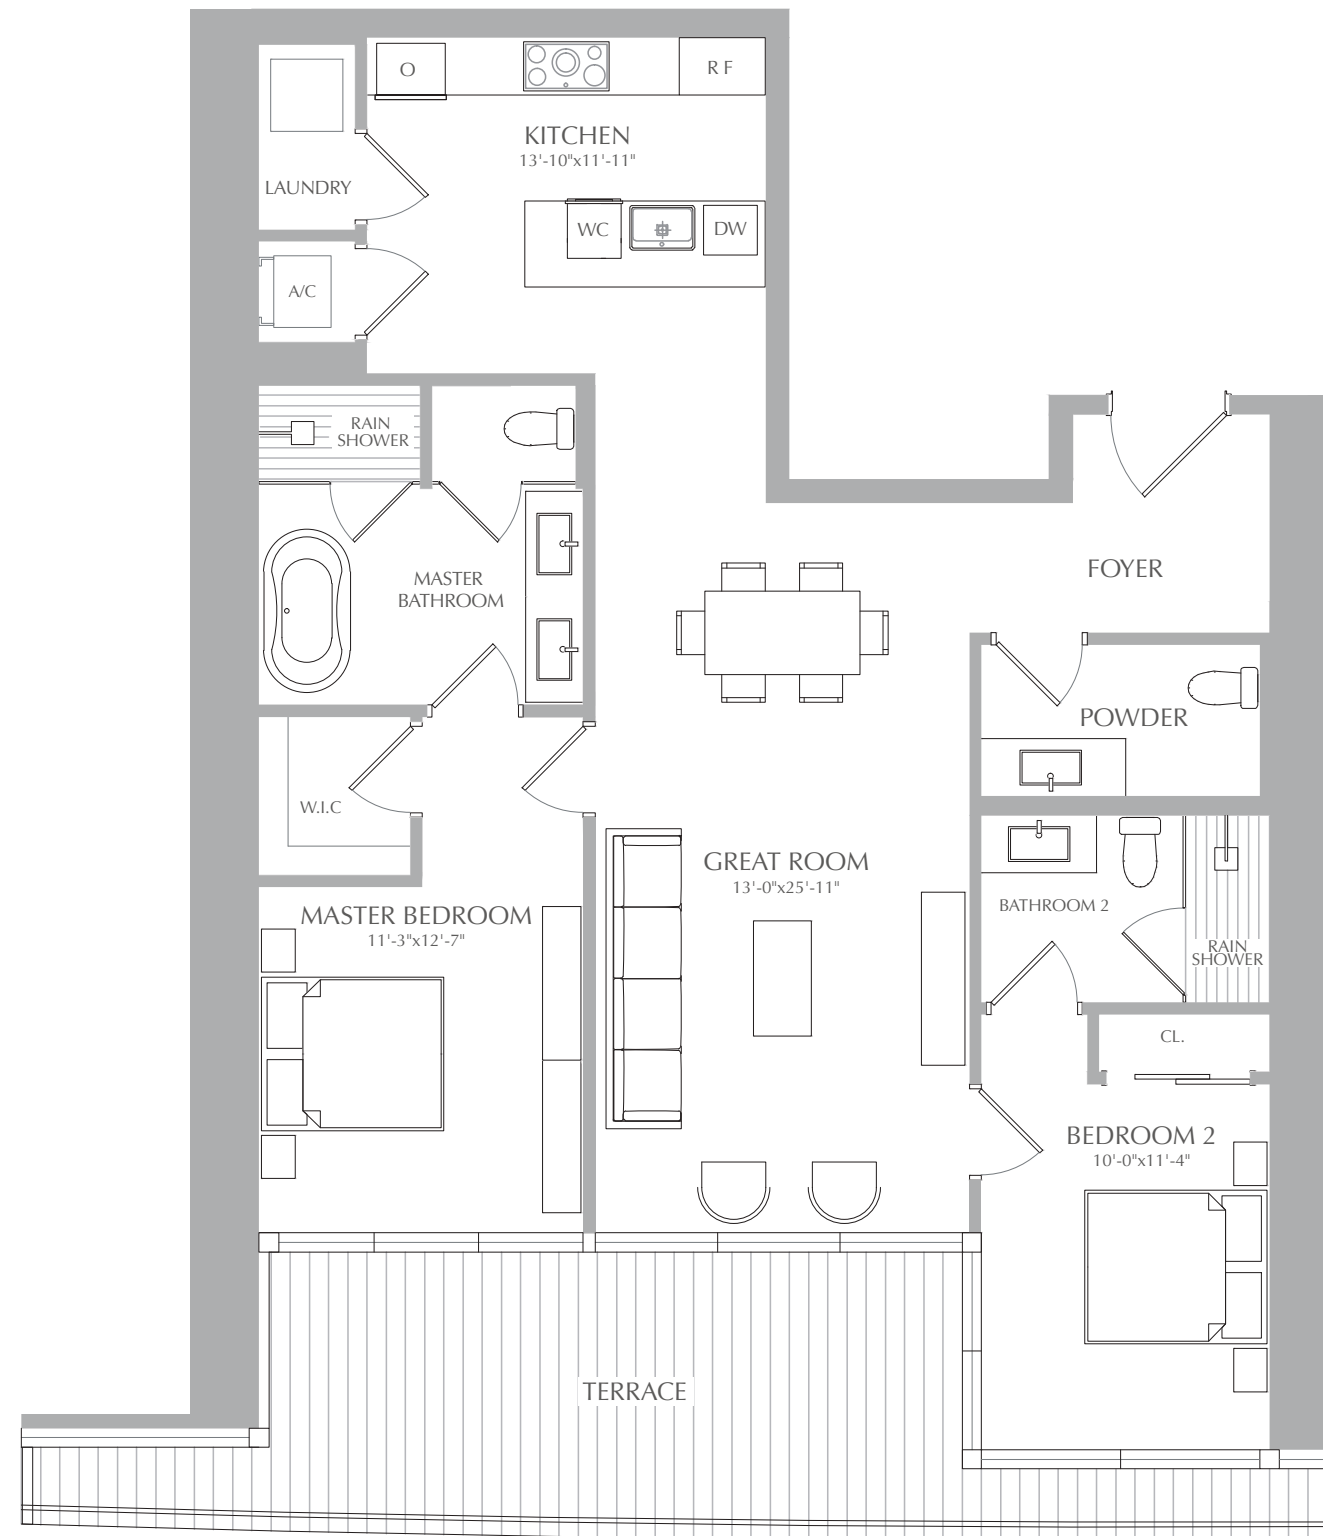 O
R F
KITCHEN
13'-10"x11'-11"
LAUNDRY
WC
DW
A/C
RAIN
SHOWER
FOYER
MASTER
BATHROOM
POWDER
W.I.C
GREAT ROOM
13'-0"x25'-11"
BATHROOM 2
MASTER BEDROOM
11'-3"x12'-7"
RAIN
SHOWER
CL.
BEDROOM 2
10'-0"x11'-4"
TERRACE